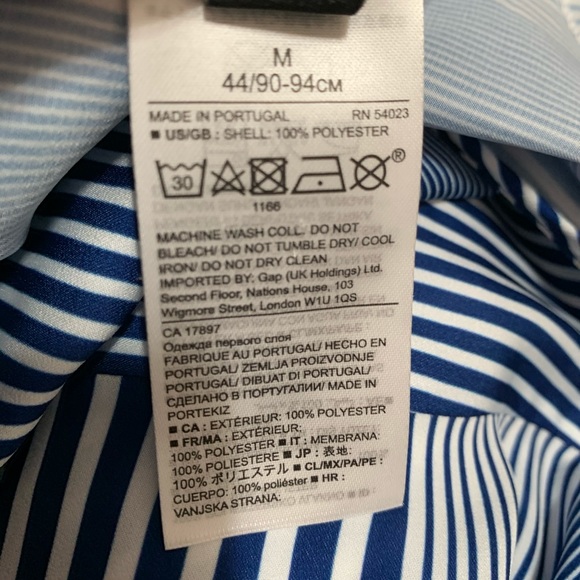 M
44/90-94CM
MADE IN PORTUGAL RN 54023
■ US/GB : SHELL: 100% POLYESTER
30
®
1166
MACHINE WASH COLL/ DO NOT
BLEACH/ DO NOT TUMBLE DRY/ COOL
IRON/ DO NOT DRY CLEAN
IMPORTED BY: Gap (UK Holdings) Ltd.
Second Floor, Nations House, 103
Wigmore Street, London W1U 1QS
CA 17897
Одежда первого слоя
FABRIQUE AU PORTUGAL/ HECHO EN
PORTUGAL/ ZEMLJA PROIZVODNJE
PORTUGAL/ DIBUAT DI PORTUGAL/
СДЕЛАНО В ПОРТУГАЛИИ/ MADE IN
PORTEKIZ
■ CA : EXTÉRIEUR: 100% POLYESTER
■ FR/MA : EXTÉRIEUR:
100% POLYESTER ■ IT : MEMBRANA:
100% POLIESTERE ■ JP : 表地:
100% ポリエステル ■ CL/MX/PA/PE :
CUERPO: 100% poliéster ■ HR :
VANJSKA STRANA: